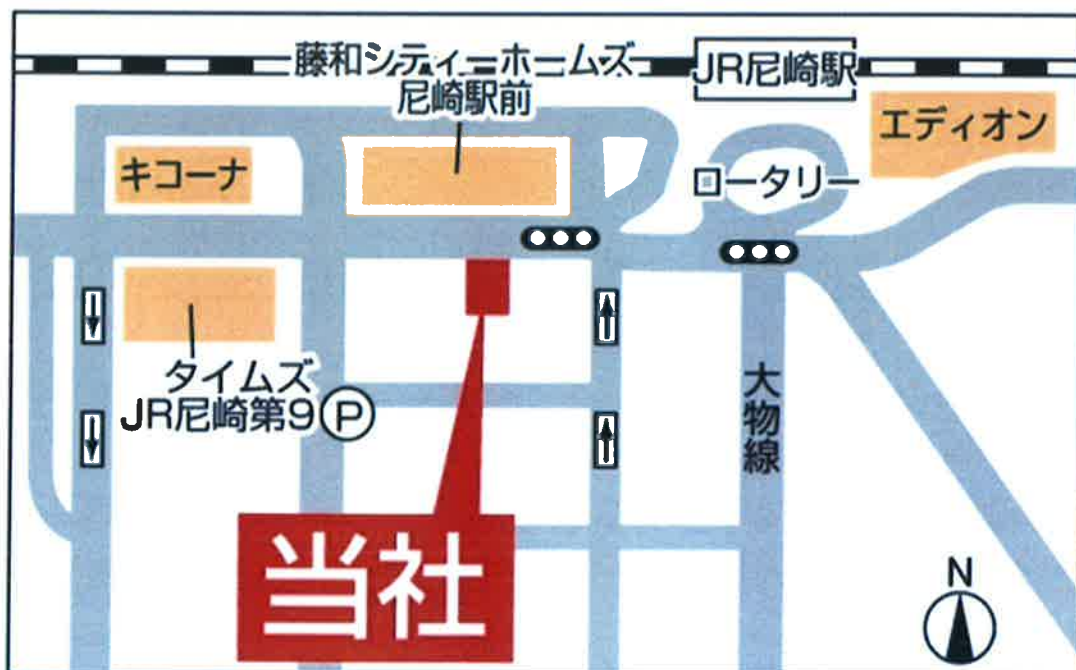 藤和シティーホームズ
尼崎駅前
JR尼崎駅
エディオン
キコーナ
ロータリー
タイムズ
JR尼崎第9 P
大物線
当社
N